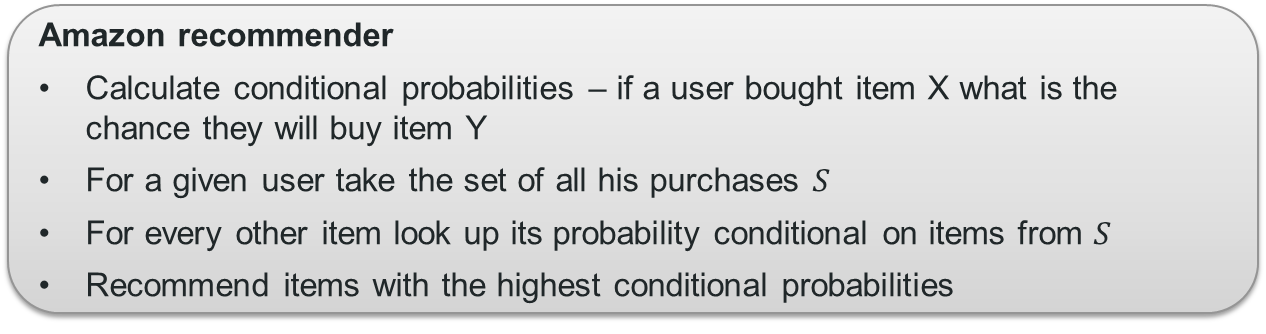 Amazon recommender
• Calculate conditional probabilities – if a user bought item X what is the
chance they will buy item Y
• For a given user take the set of all his purchases S
• For every other item look up its probability conditional on items from S
• Recommend items with the highest conditional probabilities